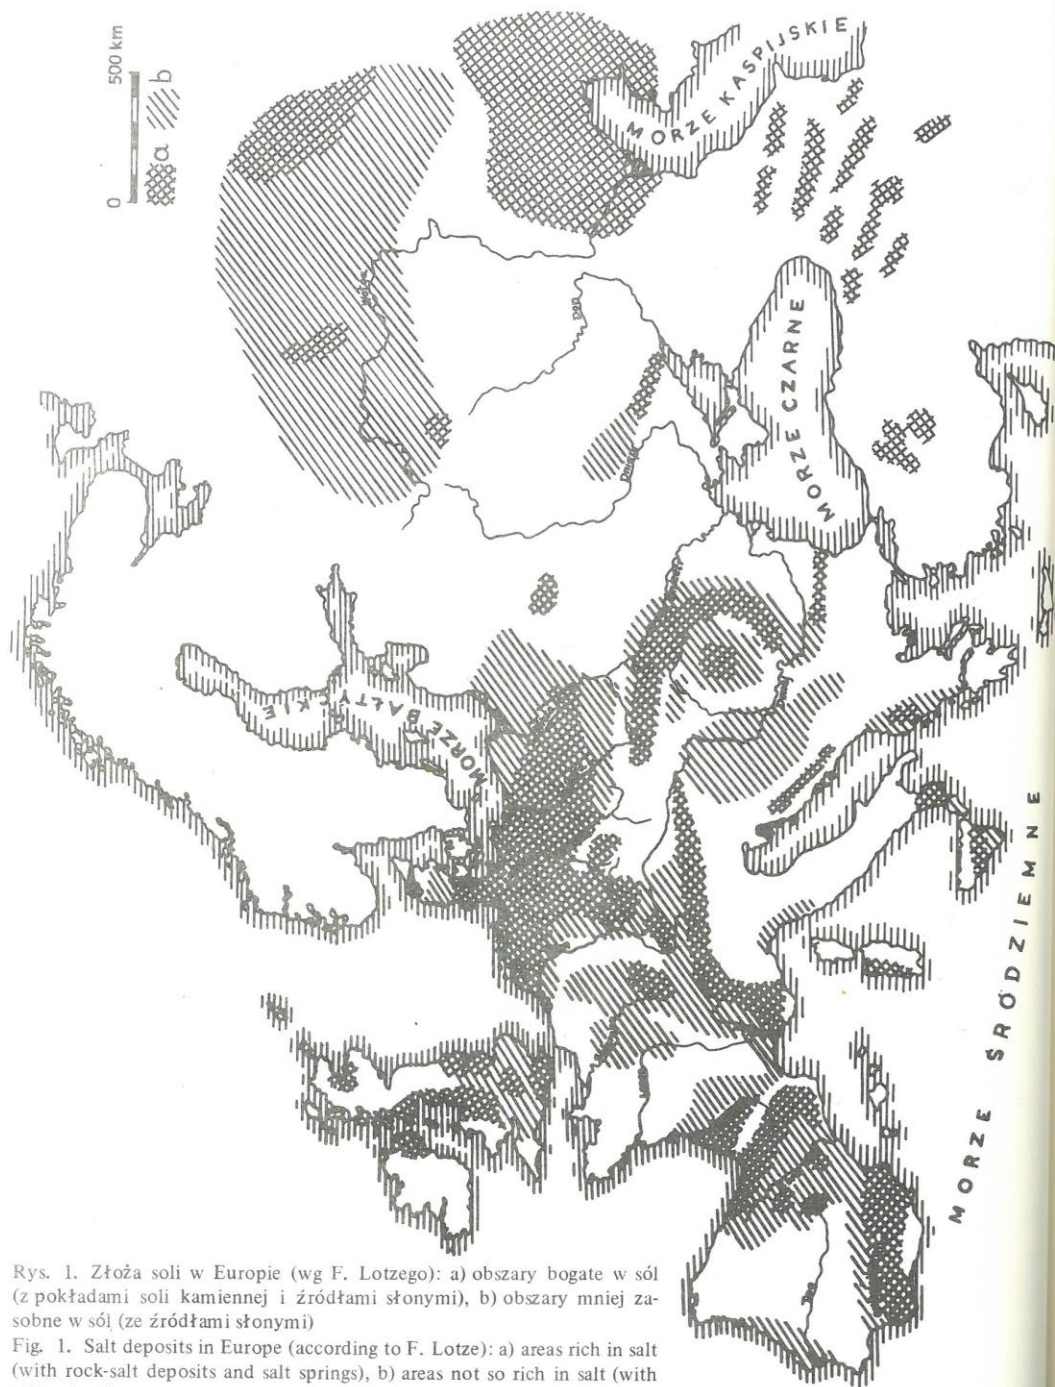 0 500 km
a b
MORZE KASPIJSKIE
Wołga
Don
MORZE CZARNE
MORZE BAŁTYCKIE
MORZE ŚRÓDZIEMNE
Rys. 1. Złoża soli w Europie (wg F. Lotzego): a) obszary bogate w sól
(z pokładami soli kamiennej i źródłami słonymi), b) obszary mniej za-
sobne w sól (ze źródłami słonymi)
Fig. 1. Salt deposits in Europe (according to F. Lotze): a) areas rich in salt
(with rock-salt deposits and salt springs), b) areas not so rich in salt (with